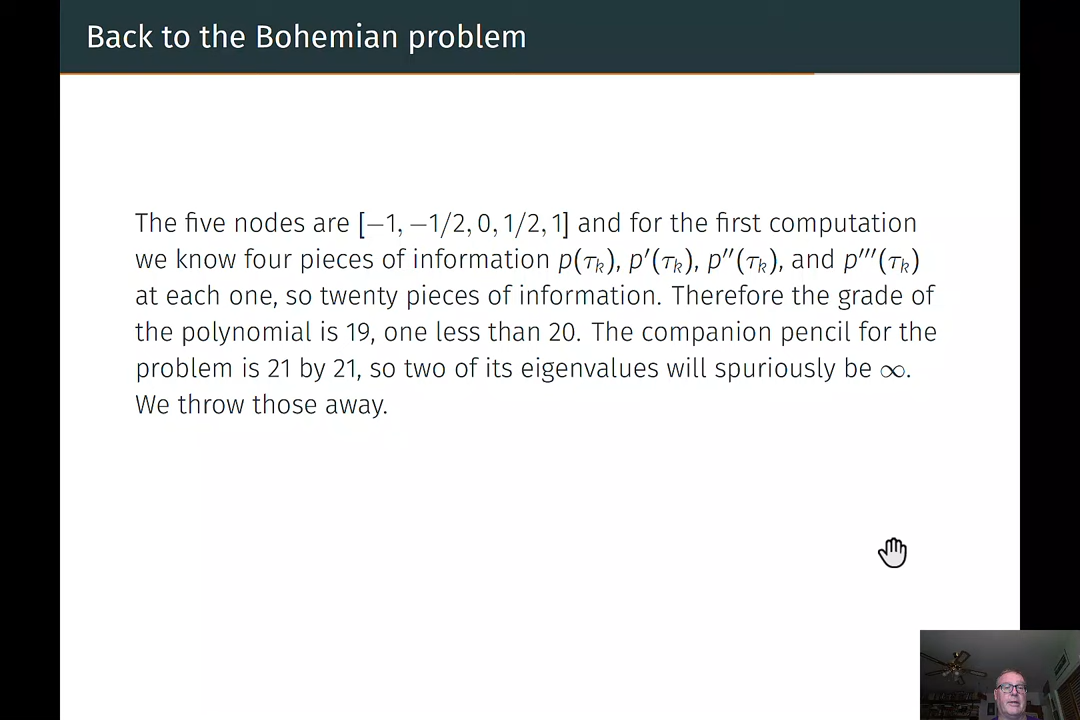 Back to the Bohemian problem
The five nodes are [−1, −1/2, 0, 1/2, 1] and for the first computation
we know four pieces of information p(τₖ), p′(τₖ), p″(τₖ), and p‴(τₖ)
at each one, so twenty pieces of information. Therefore the grade of
the polynomial is 19, one less than 20. The companion pencil for the
problem is 21 by 21, so two of its eigenvalues will spuriously be ∞.
We throw those away.